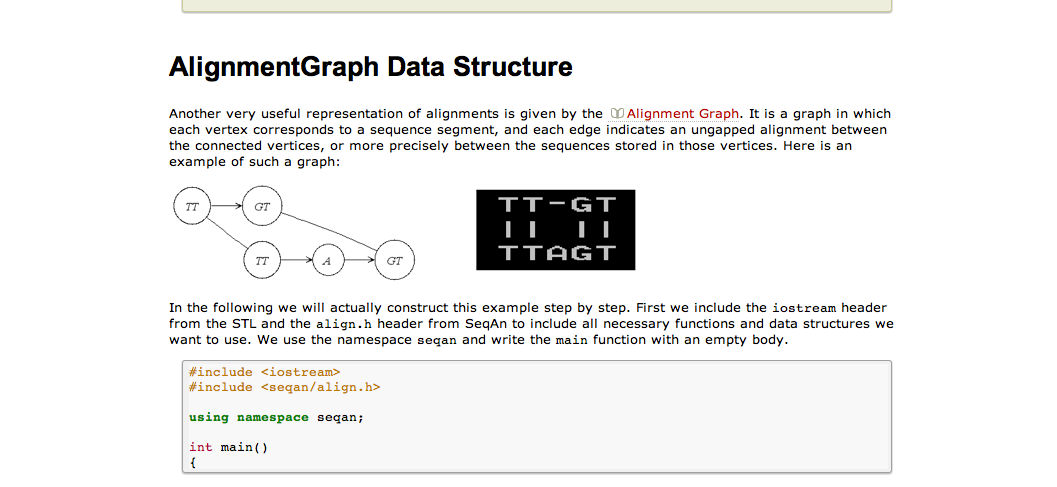 AlignmentGraph Data Structure
Another very useful representation of alignments is given by the Alignment Graph. It is a graph in which
each vertex corresponds to a sequence segment, and each edge indicates an ungapped alignment between
the connected vertices, or more precisely between the sequences stored in those vertices. Here is an
example of such a graph:
TT GT
TT A GT
TT-GT
|| ||
TTAGT
In the following we will actually construct this example step by step. First we include the iostream header
from the STL and the align.h header from SeqAn to include all necessary functions and data structures we
want to use. We use the namespace seqan and write the main function with an empty body.
#include <iostream>
#include <seqan/align.h>
using namespace seqan;
int main()
{